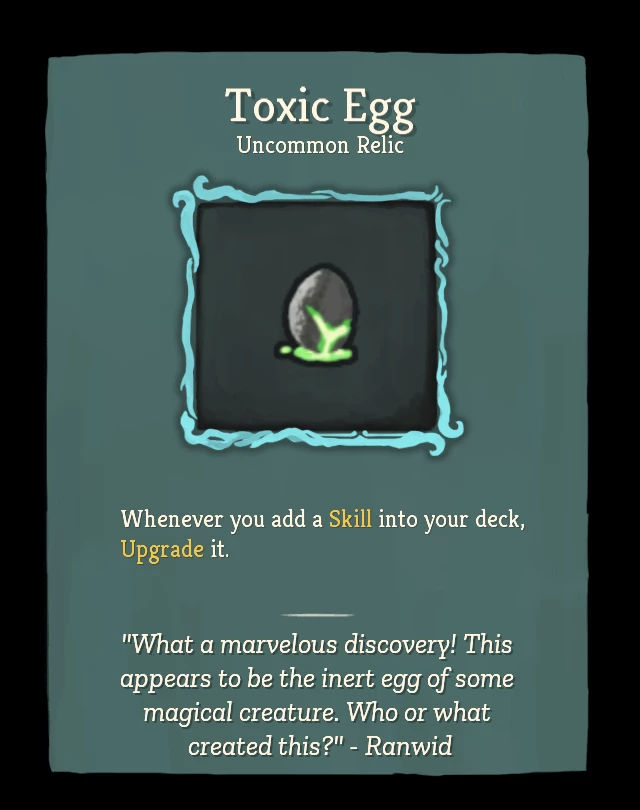 Toxic Egg
Uncommon Relic
Whenever you add a Skill into your deck,
Upgrade it.
"What a marvelous discovery! This
appears to be the inert egg of some
magical creature. Who or what
created this?" - Ranwid